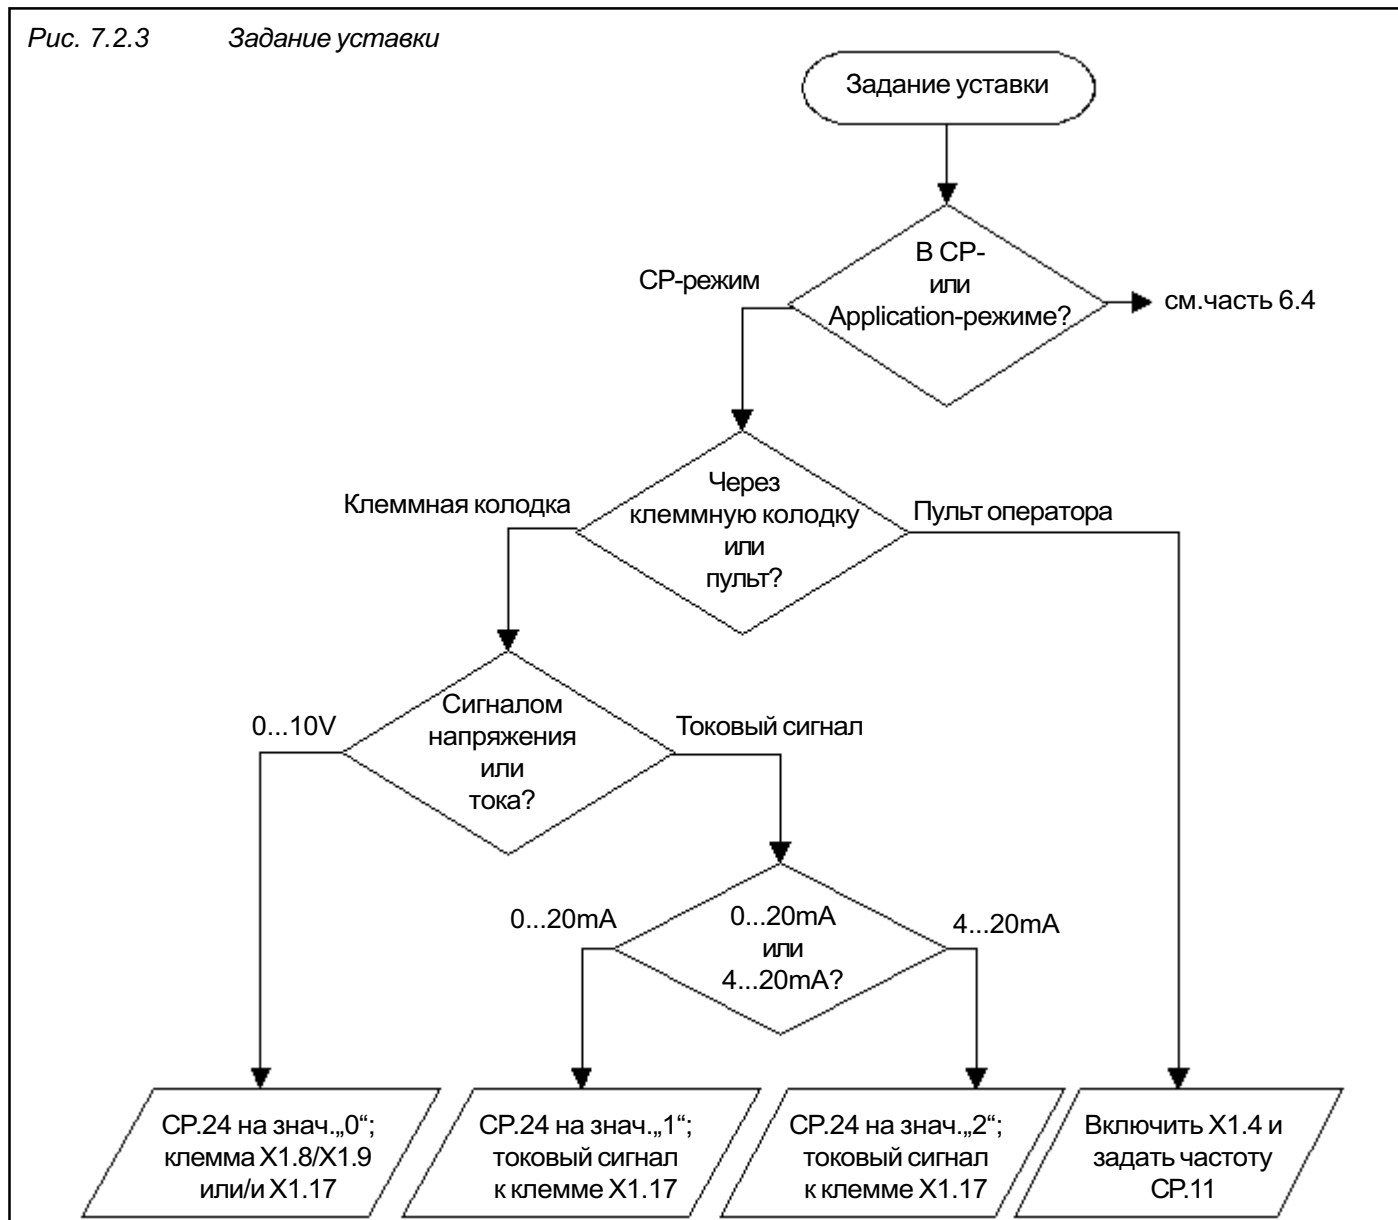 Рис. 7.2.3 Задание уставки
Задание уставки
В CP-
или
Application-режиме?
CP-режим
см.часть 6.4
Через
клеммную колодку
или
пульт?
Клеммная колодка
Пульт оператора
Сигналом
напряжения
или
тока?
0...10V
Токовый сигнал
0...20mA
или
4...20mA?
0...20mA
4...20mA
CP.24 на знач.„0“;
клемма X1.8/X1.9
или/и X1.17
CP.24 на знач.„1“;
токовый сигнал
к клемме X1.17
CP.24 на знач.„2“;
токовый сигнал
к клемме X1.17
Включить X1.4 и
задать частоту
CP.11